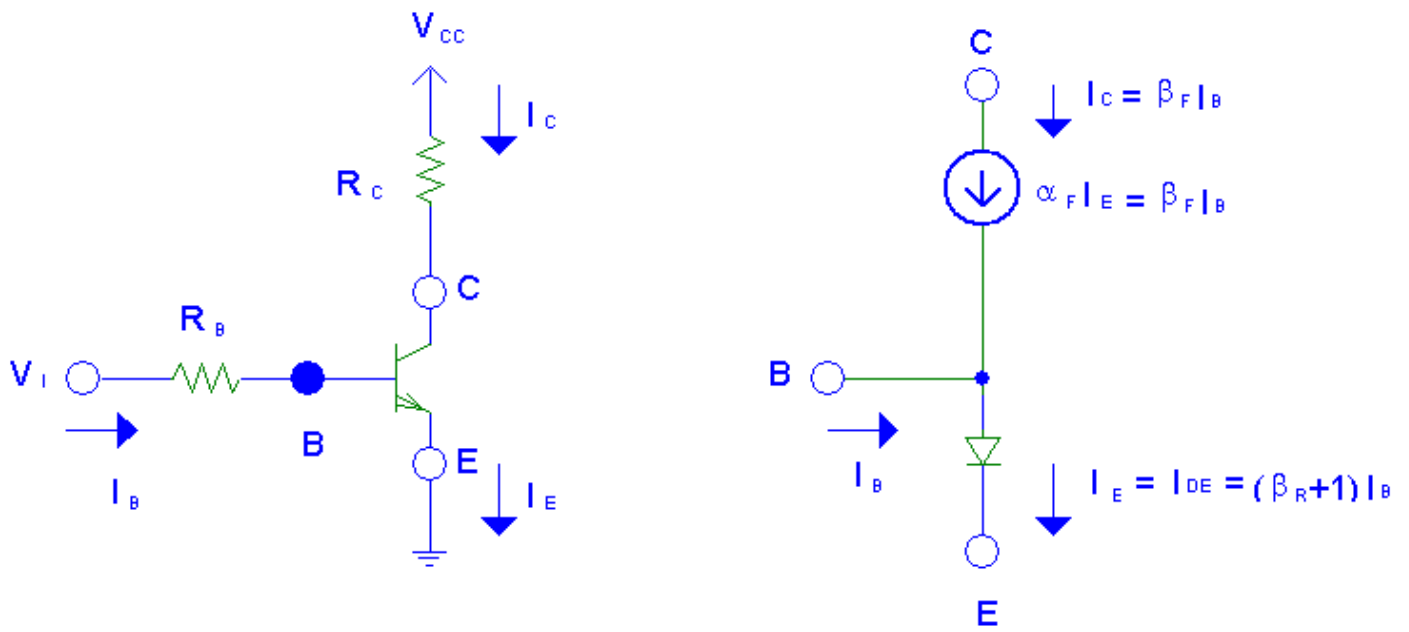 V CC
I C
R C
C
R B
V I
B
I B
E
I E
C
I C = β F I B
α F I E = β F I B
B
I B
I E = I DE = (β R +1) I B
E